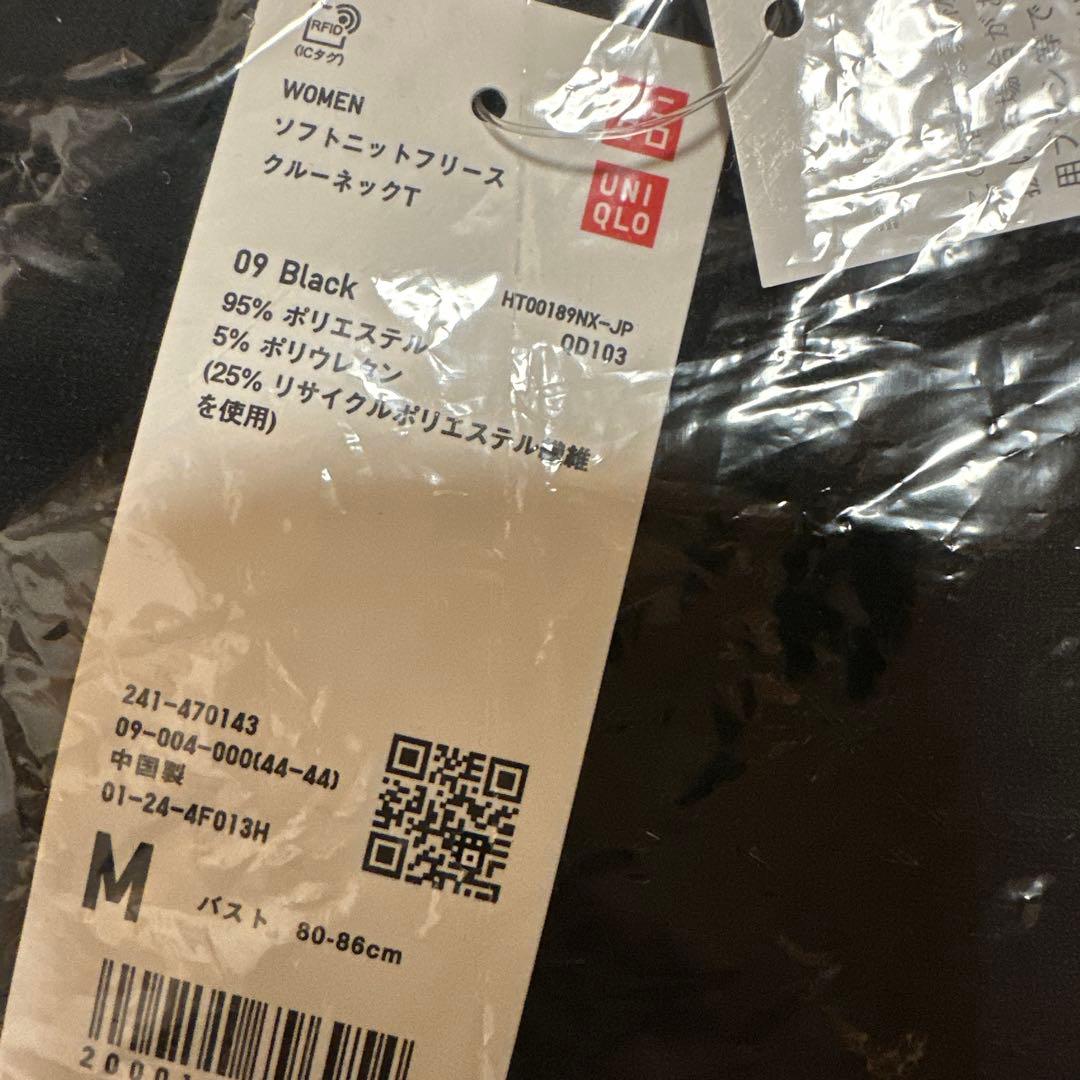 RFID
(ICタグ)
WOMEN
ソフトニットフリース
クルーネックT
UNI
QLO
09 Black
HT00189NX-JP
QD103
95% ポリエステル
5% ポリウレタン
(25% リサイクルポリエステル繊維
を使用)
241-470143
09-004-000(44-44)
中国製
01-24-4F013H
M
バスト 80-86cm